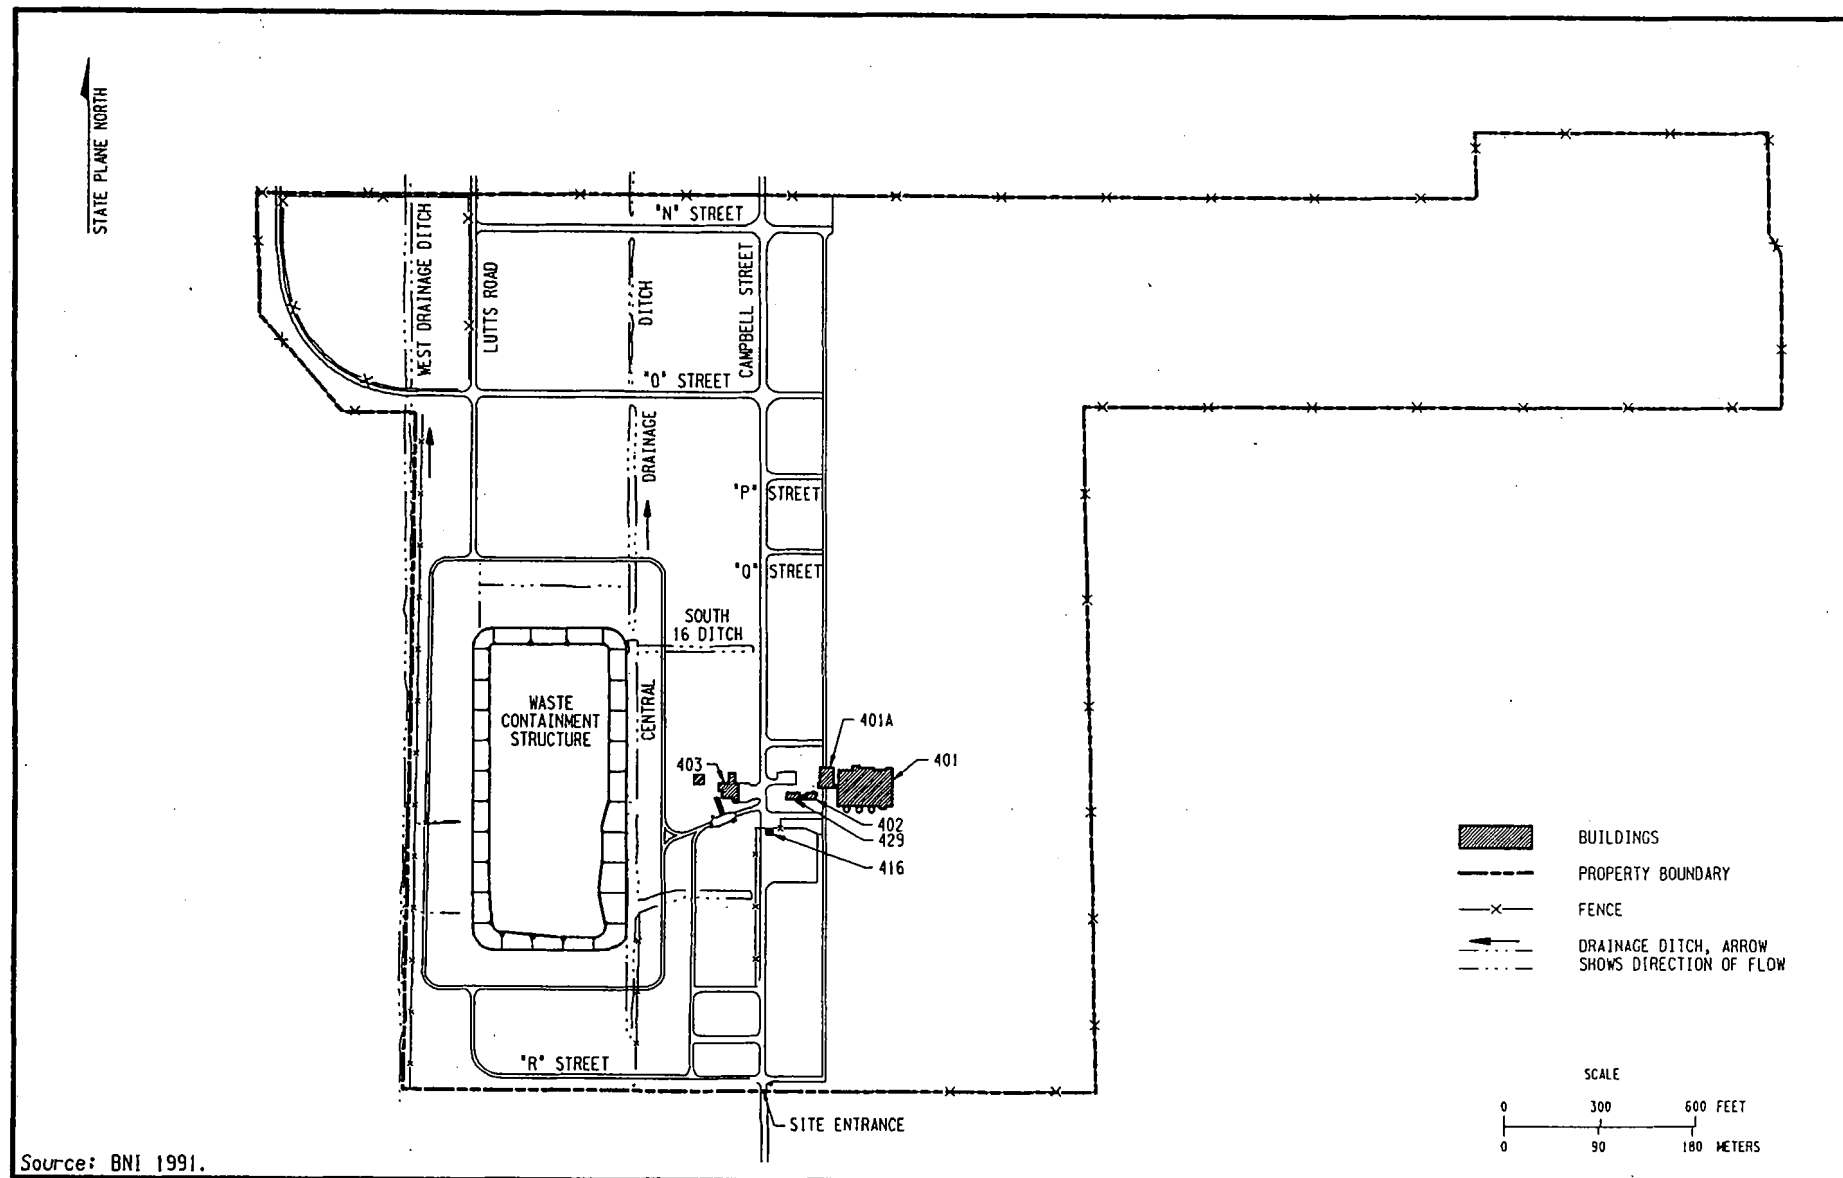 STATE PLANE NORTH
WEST DRAINAGE DITCH
LUTTS ROAD
"N" STREET
DITCH
CAMPBELL STREET
"O" STREET
DRAINAGE
"P" STREET
"Q" STREET
SOUTH
16 DITCH
WASTE
CONTAINMENT
STRUCTURE
CENTRAL
401A
403
401
402
429
416
"R" STREET
SITE ENTRANCE
BUILDINGS
PROPERTY BOUNDARY
FENCE
DRAINAGE DITCH, ARROW
SHOWS DIRECTION OF FLOW
SCALE
0 300 600 FEET
0 90 180 METERS
Source: BNI 1991.